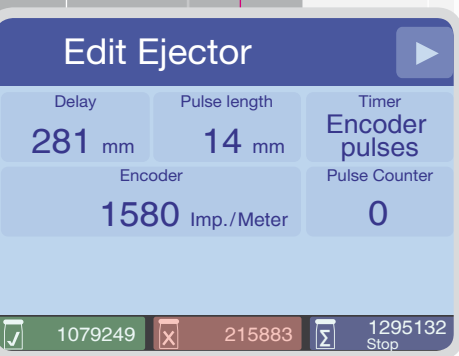 Edit Ejector
Delay
281 mm
Pulse length
14 mm
Timer
Encoder
pulses
Encoder
1580 Imp./Meter
Pulse Counter
0
1079249
215883
Σ 1295132
Stop